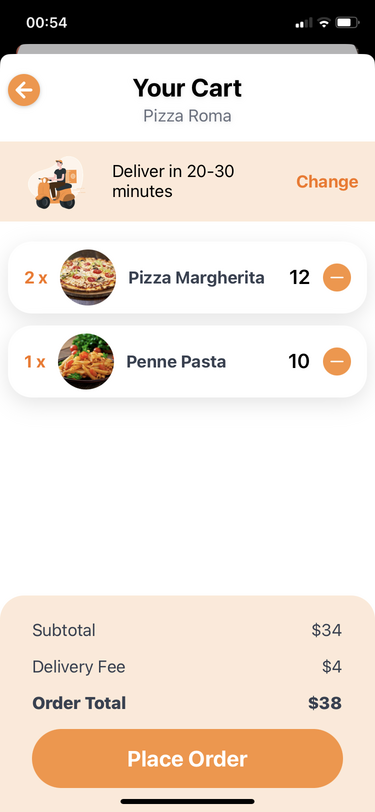 00:54
Your Cart
Pizza Roma
Deliver in 20-30
minutes
Change
2 x Pizza Margherita 12
1 x Penne Pasta 10
Subtotal $34
Delivery Fee $4
Order Total $38
Place Order